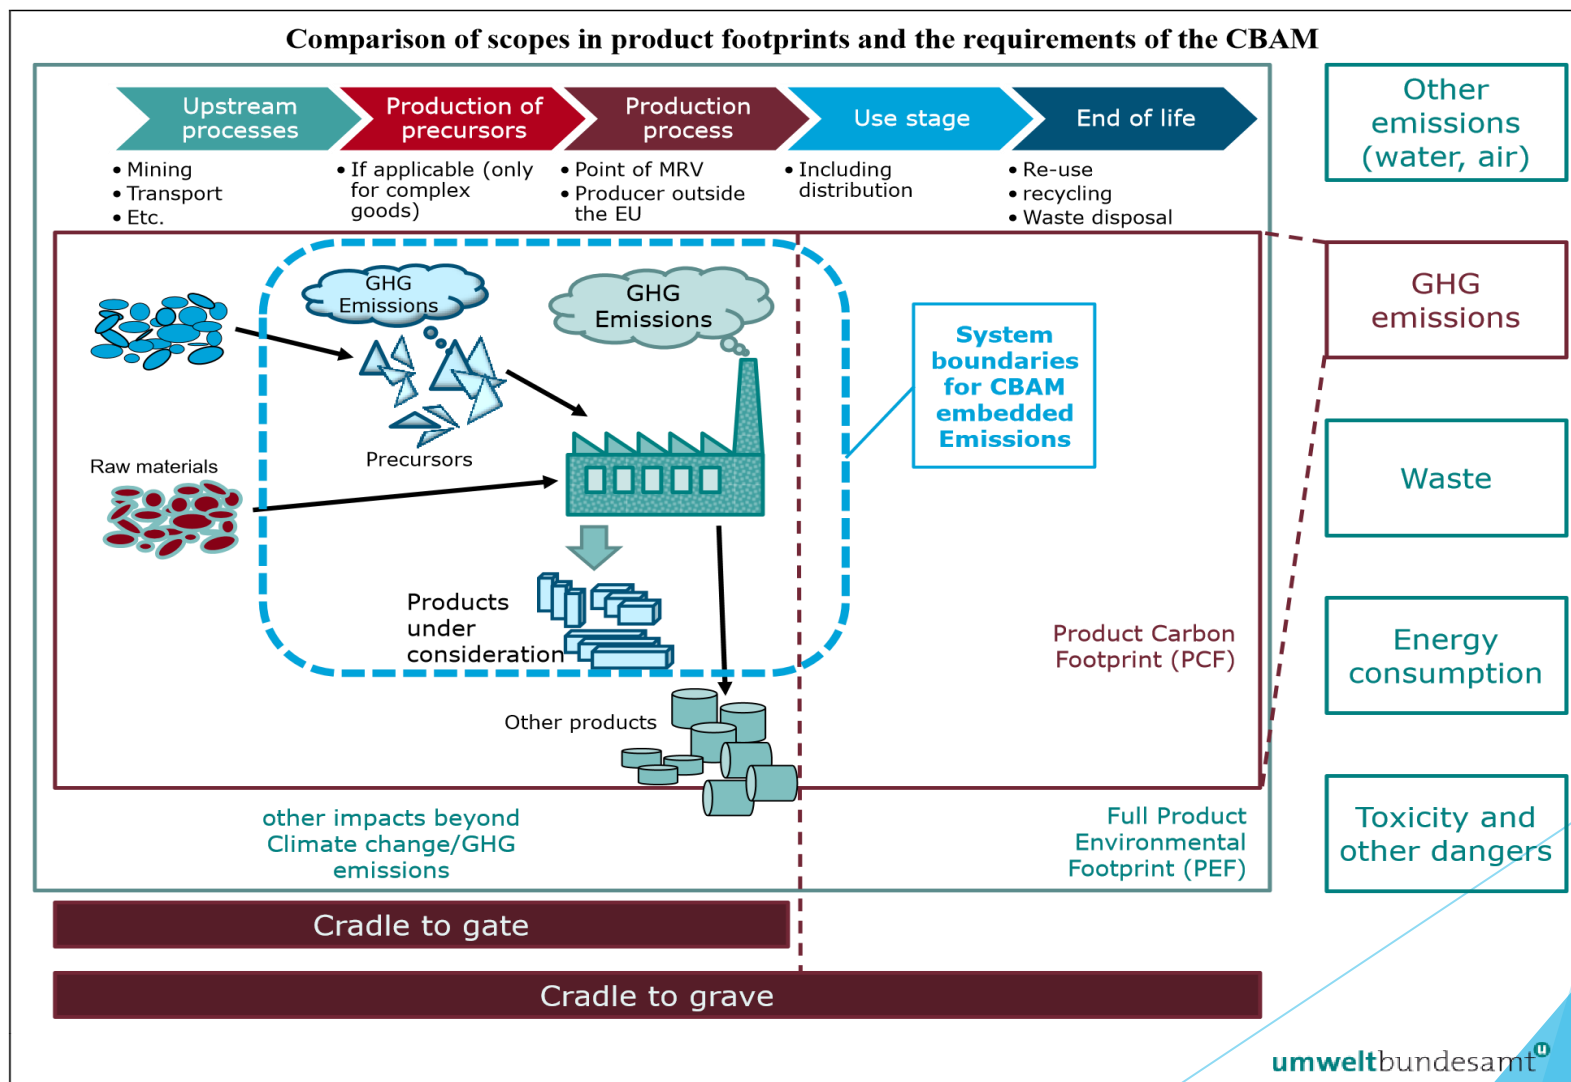 Comparison of scopes in product footprints and the requirements of the CBAM
Upstream
processes
Production of
precursors
Production
process
Use stage
End of life
• Mining
• Transport
• Etc.
• If applicable (only
for complex
goods)
• Point of MRV
• Producer outside
the EU
• Including
distribution
• Re-use
• recycling
• Waste disposal
GHG
Emissions
GHG
Emissions
Precursors
Raw materials
Products
under
consideration
Other products
System
boundaries
for CBAM
embedded
Emissions
Product Carbon
Footprint (PCF)
other impacts beyond
Climate change/GHG
emissions
Full Product
Environmental
Footprint (PEF)
Cradle to gate
Cradle to grave
Other
emissions
(water, air)
GHG
emissions
Waste
Energy
consumption
Toxicity and
other dangers
umweltbundesamt u